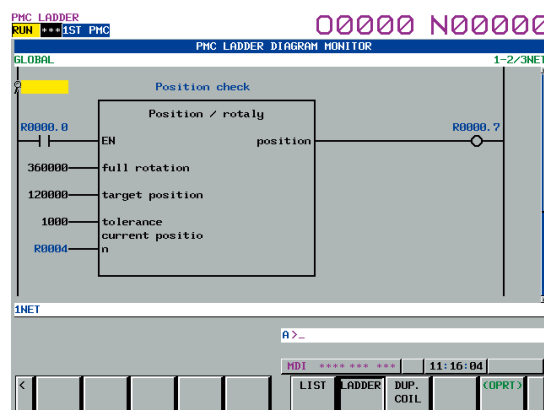 PMC LADDER
O0000 N00000
RUN *** 1ST PMC
PMC LADDER DIAGRAM MONITOR
GLOBAL 1-2/3NET
Position check
Position / rotaly
R0000.0 R0000.7
EN position
360000 full rotation
120000 target position
1000 tolerance
current positio
R0004 n
1NET
A>_
MDI **** *** *** 11:16:04
< LIST LADDER DUP. COIL (OPRT)